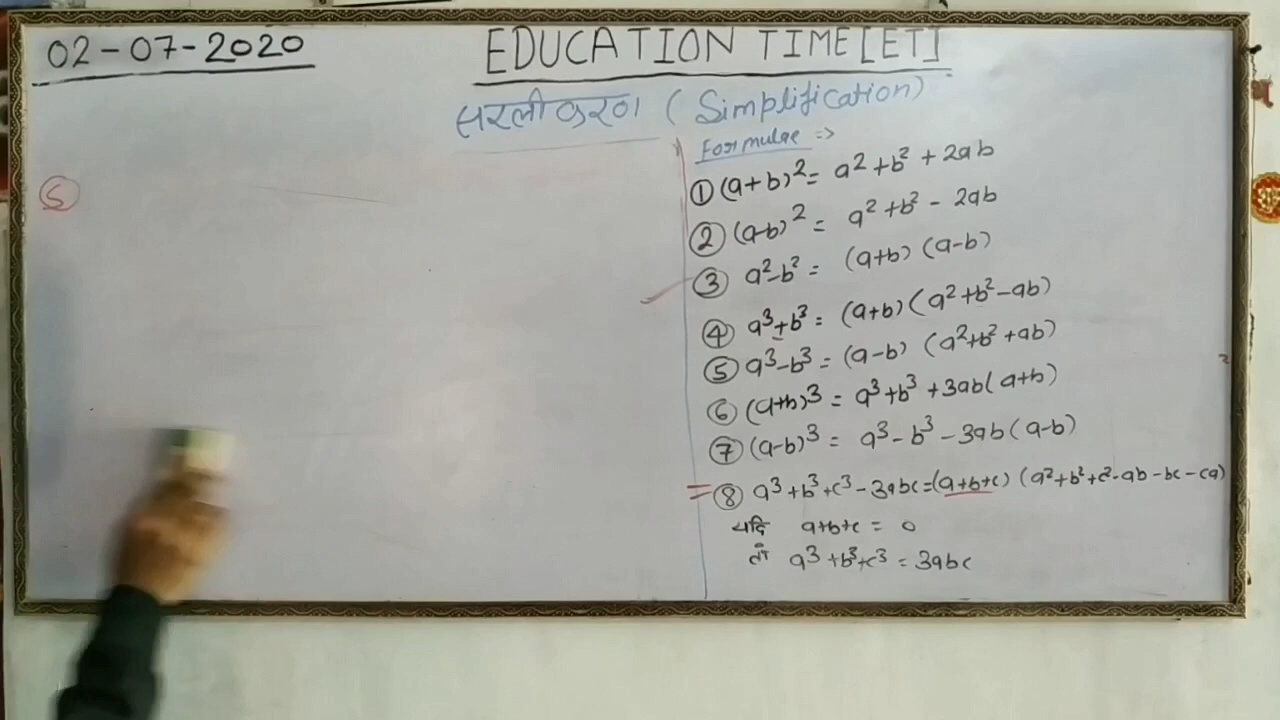 02-07-2020
EDUCATION TIME[ET]
सरलीकरण (Simplification)
Formulae =>
⑤
① (a+b)² = a² + b² + 2ab
② (a-b)² = a² + b² - 2ab
③ a²-b² = (a+b) (a-b)
④ a³+b³ = (a+b) (a²+b²-ab)
⑤ a³-b³ = (a-b) (a²+b²+ab)
⑥ (a+b)³ = a³+b³ +3ab(a+b)
⑦ (a-b)³ = a³-b³-3ab(a-b)
⑧ a³+b³+c³-3abc=(a+b+c) (a²+b²+c²-ab-bc-ca)
यदि a+b+c = 0
तो a³+b³+c³ = 3abc